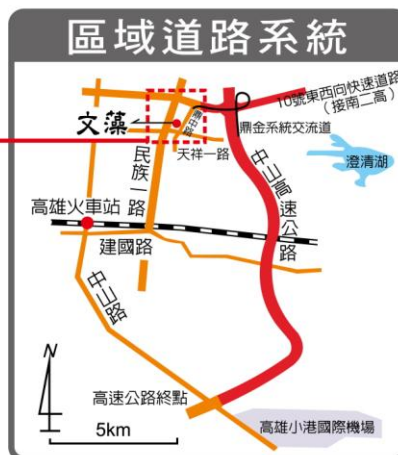 區域道路系統
10號東西向快速道路
（接南二高）
文藻
鼎中路
鼎金系統交流道
天祥一路
民族一路
中山高速公路
澄清湖
高雄火車站
建國路
中山路
N
高速公路終點
5km
高雄小港國際機場